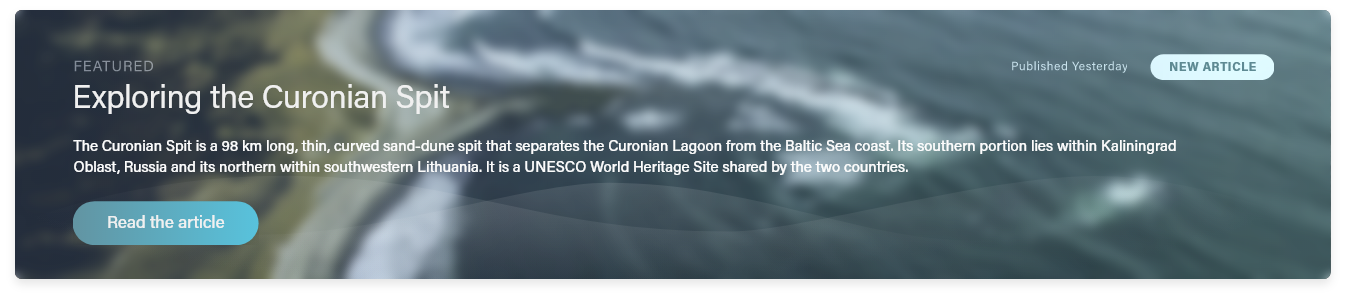 FEATURED
Published Yesterday
NEW ARTICLE
Exploring the Curonian Spit
The Curonian Spit is a 98 km long, thin, curved sand-dune spit that separates the Curonian Lagoon from the Baltic Sea coast. Its southern portion lies within Kaliningrad
Oblast, Russia and its northern within southwestern Lithuania. It is a UNESCO World Heritage Site shared by the two countries.
Read the article